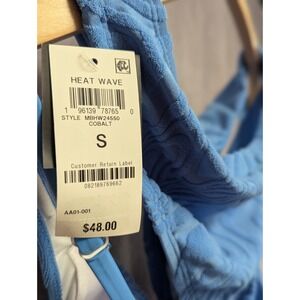 HEAT WAVE
1 96139 78765 0
STYLE MBHW24550
COBALT
S
Customer Return Label
082189789662
AA01-001
$48.00